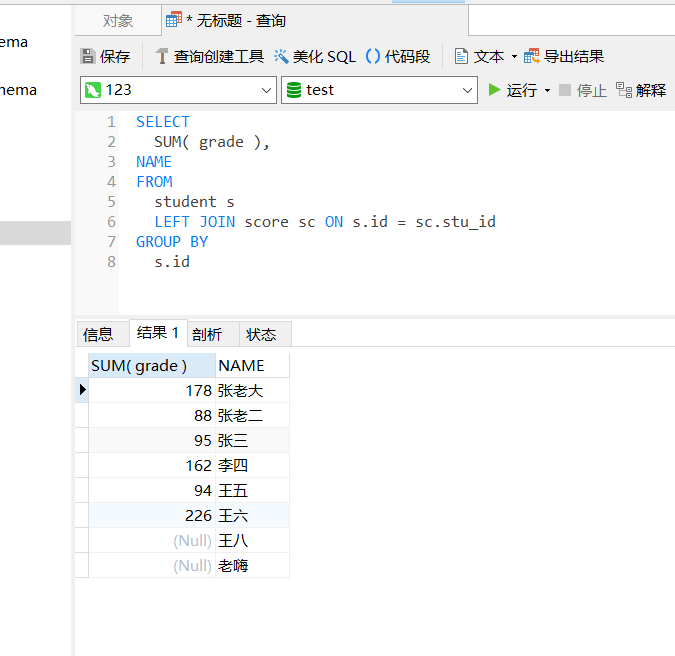 对象 * 无标题 - 查询
ema
保存 查询创建工具 美化 SQL 代码段 文本 导出结果
nema
123 test 运行 停止 解释
1 SELECT
2 SUM( grade ),
3 NAME
4 FROM
5 student s
6 LEFT JOIN score sc ON s.id = sc.stu_id
7 GROUP BY
8 s.id
信息 结果 1 剖析 状态
SUM( grade ) NAME
178 张老大
88 张老二
95 张三
162 李四
94 王五
226 王六
(Null) 王八
(Null) 老嗨